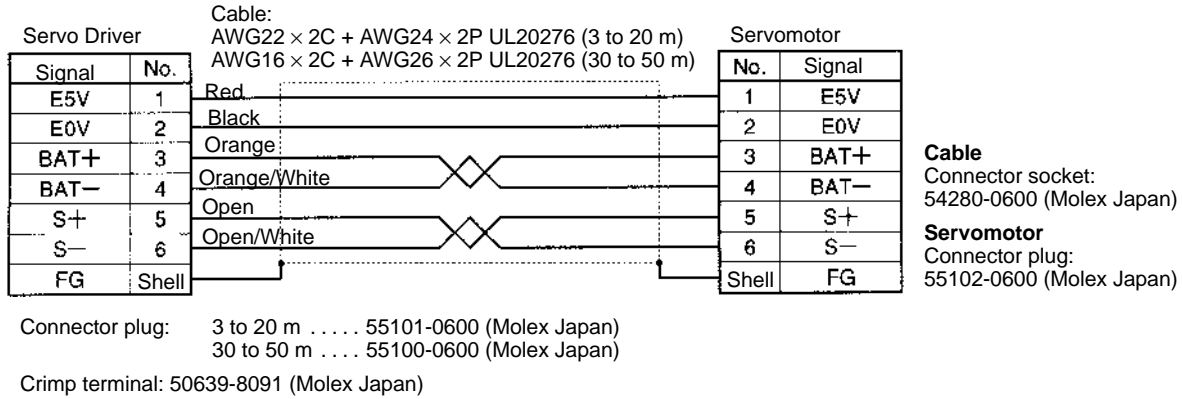 Cable:
Servo Driver AWG22 × 2C + AWG24 × 2P UL20276 (3 to 20 m) Servomotor
AWG16 × 2C + AWG26 × 2P UL20276 (30 to 50 m)
Signal No. No. Signal
E5V 1 Red 1 E5V
E0V 2 Black 2 E0V
BAT+ 3 Orange 3 BAT+
BAT− 4 Orange/White 4 BAT−
S+ 5 Open 5 S+
S− 6 Open/White 6 S−
FG Shell Shell FG
Cable
Connector socket:
54280-0600 (Molex Japan)
Servomotor
Connector plug:
55102-0600 (Molex Japan)
Connector plug: 3 to 20 m . . . . . 55101-0600 (Molex Japan)
30 to 50 m . . . . 55100-0600 (Molex Japan)
Crimp terminal: 50639-8091 (Molex Japan)